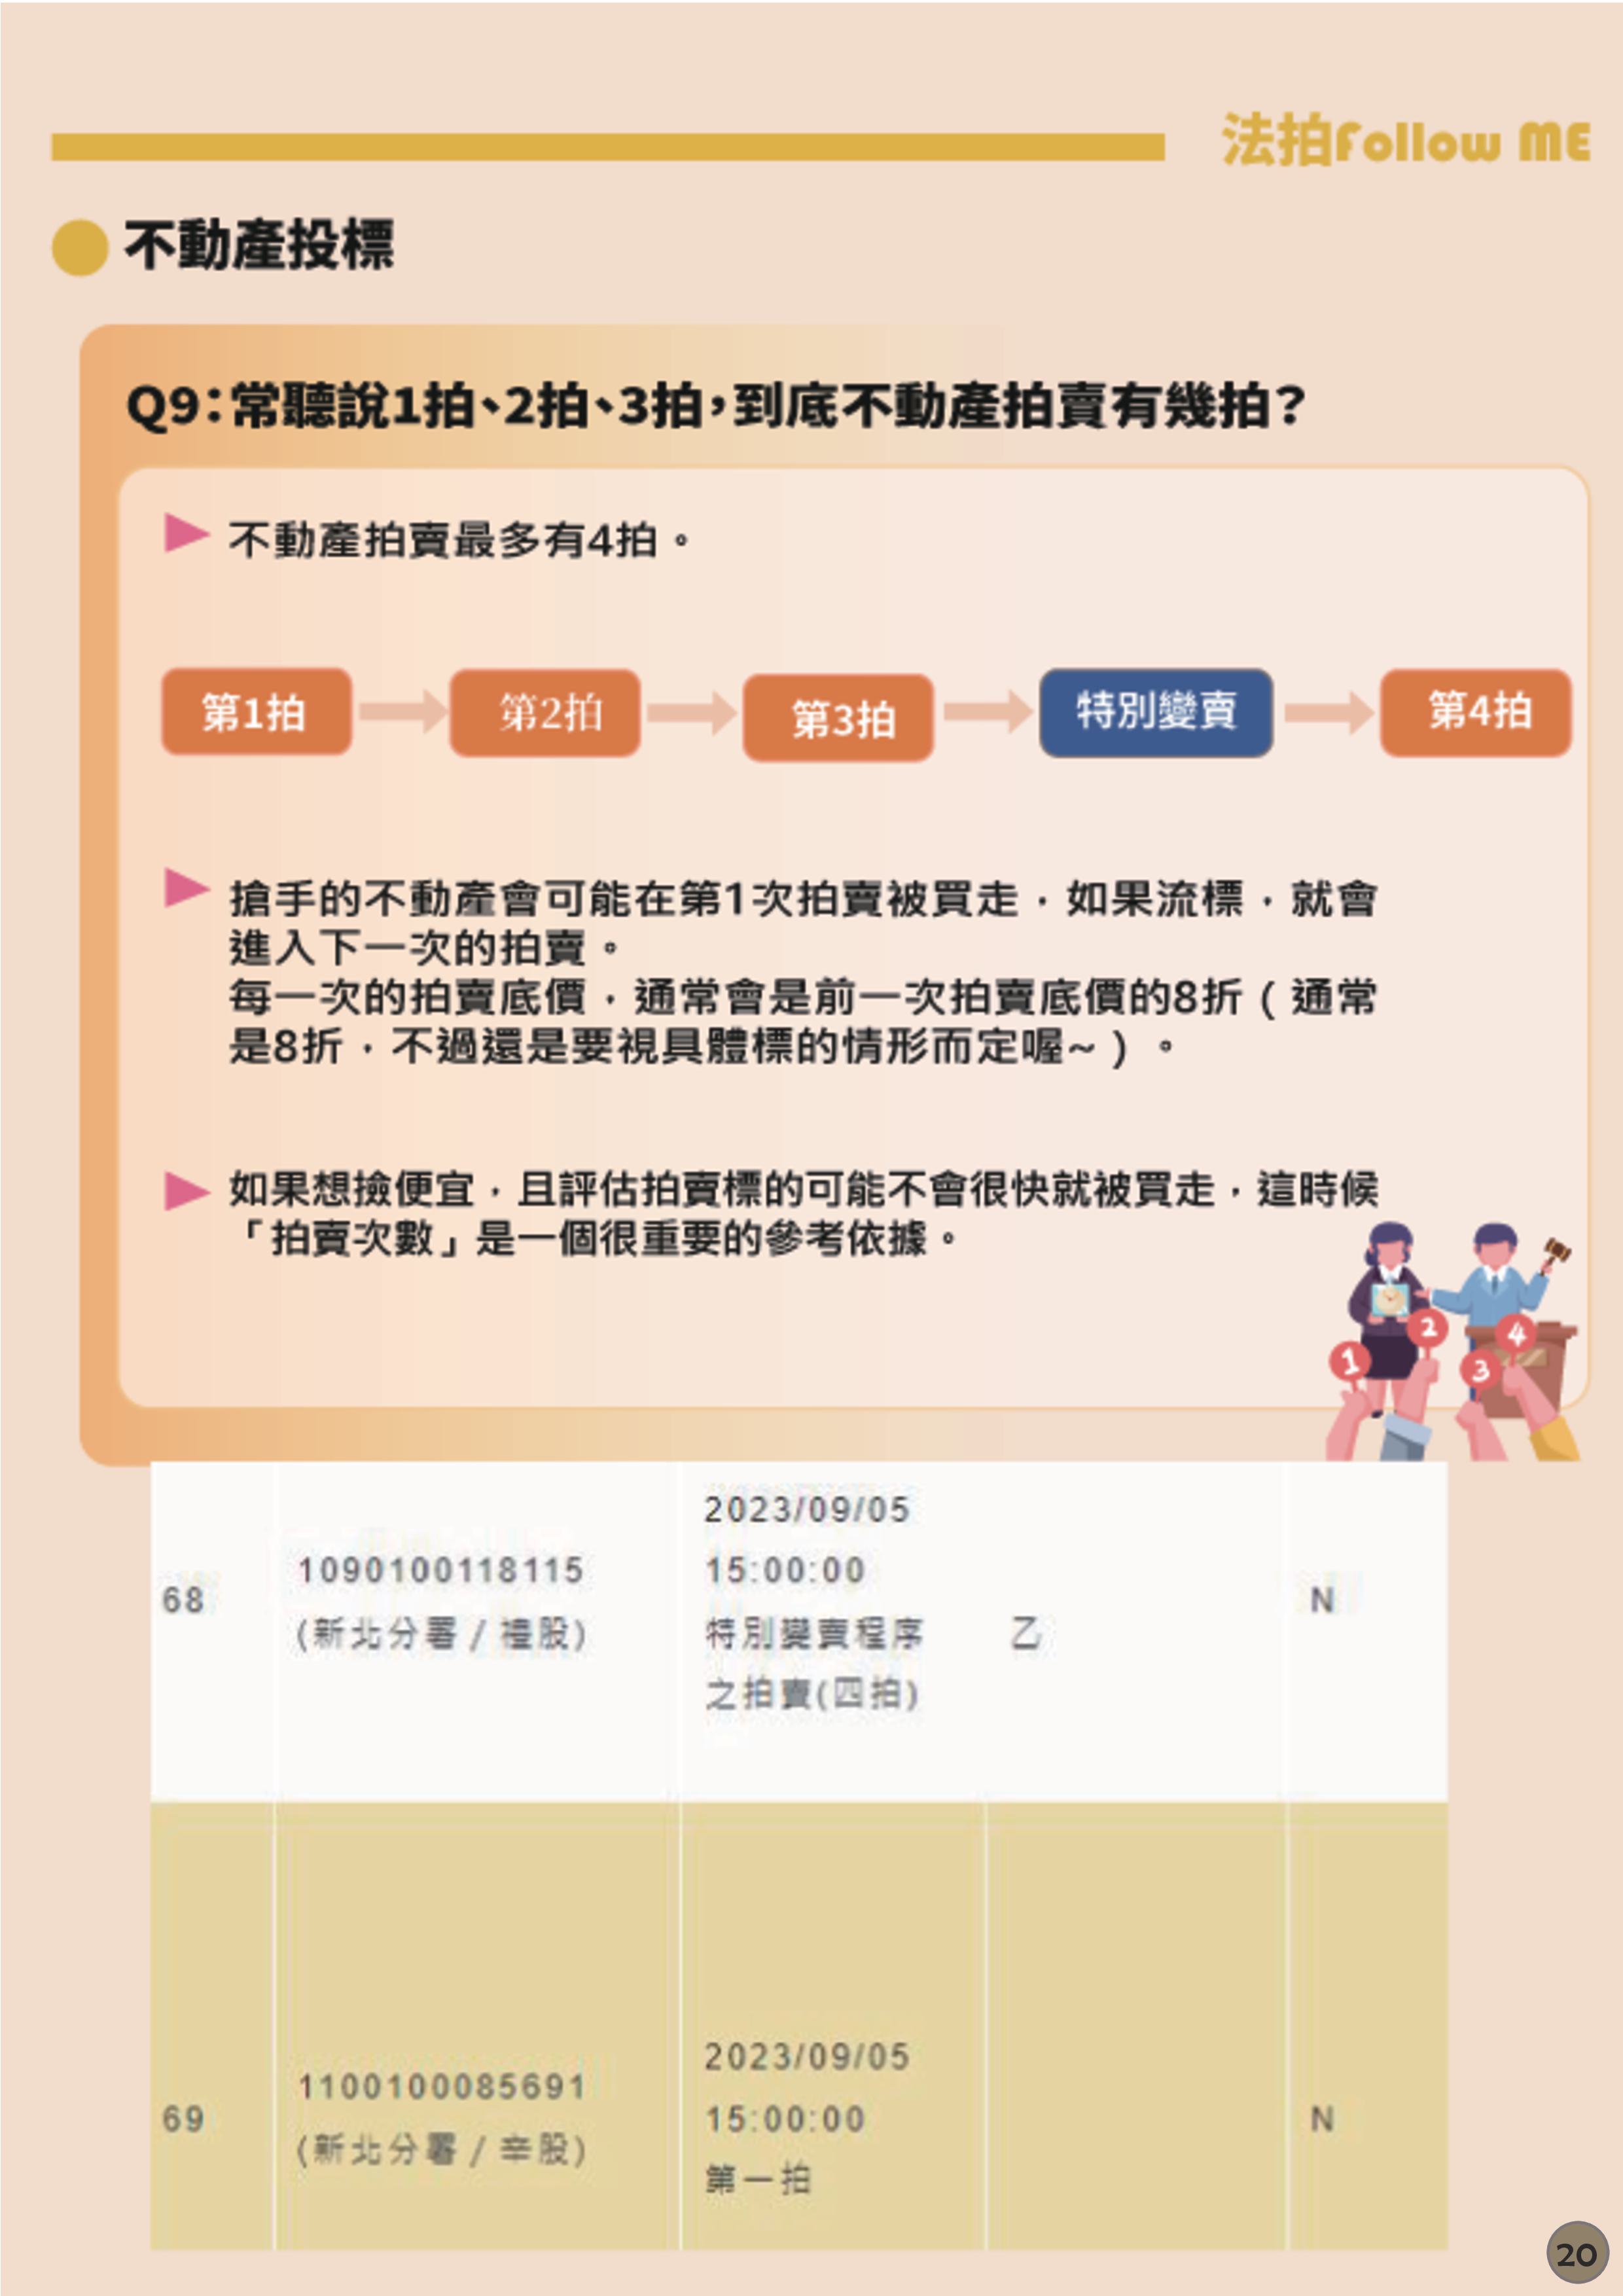 法拍Follow ME
不動產投標
Q9：常聽說1拍、2拍、3拍，到底不動產拍賣有幾拍？
不動產拍賣最多有4拍。
第1拍
第2拍
第3拍
特別變賣
第4拍
搶手的不動產會可能在第1次拍賣被買走，如果流標，就會
進入下一次的拍賣。
每一次的拍賣底價，通常會是前一次拍賣底價的8折（通常
是8折，不過還是要視具體標的情形而定喔~）。
如果想撿便宜，且評估拍賣標的可能不會很快就被買走，這時候
「拍賣次數」是一個很重要的參考依據。
1
2
3
4
68
1090100118115
(新北分署 / 禮股)
2023/09/05
15:00:00
特別變賣程序
之拍賣(四拍)
乙
N
69
1100100085691
(新北分署 / 辛股)
2023/09/05
15:00:00
第一拍
N
20